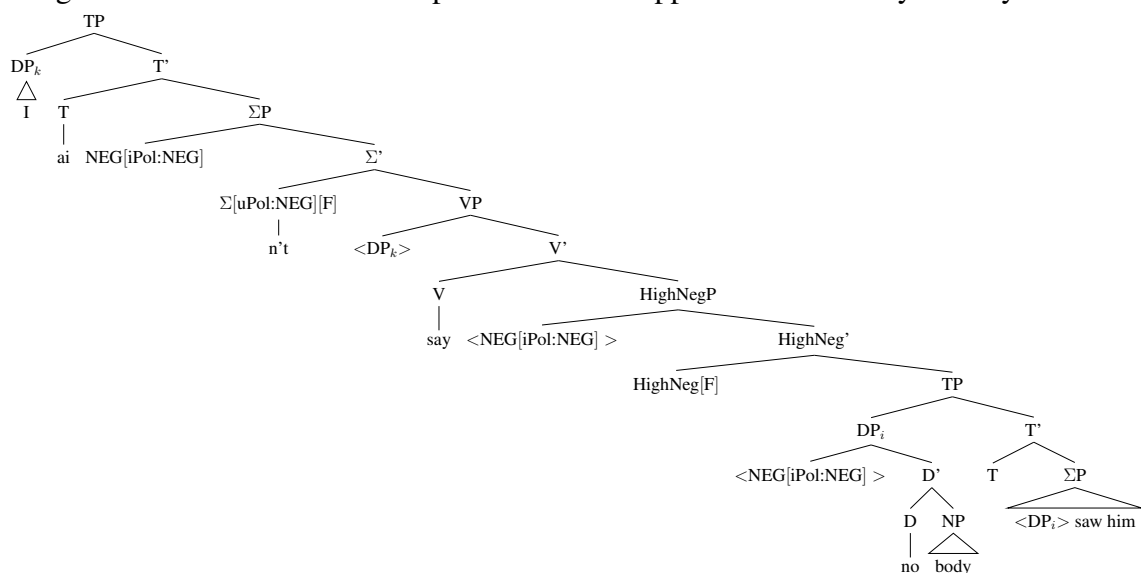 TP
DPk T'
I T ΣP
ai NEG[iPol:NEG] Σ'
Σ[uPol:NEG][F] VP
n't <DPk> V'
V HighNegP
say <NEG[iPol:NEG] > HighNeg'
HighNeg[F] TP
DPi T'
<NEG[iPol:NEG] > D' T ΣP
D NP <DPi> saw him
no body